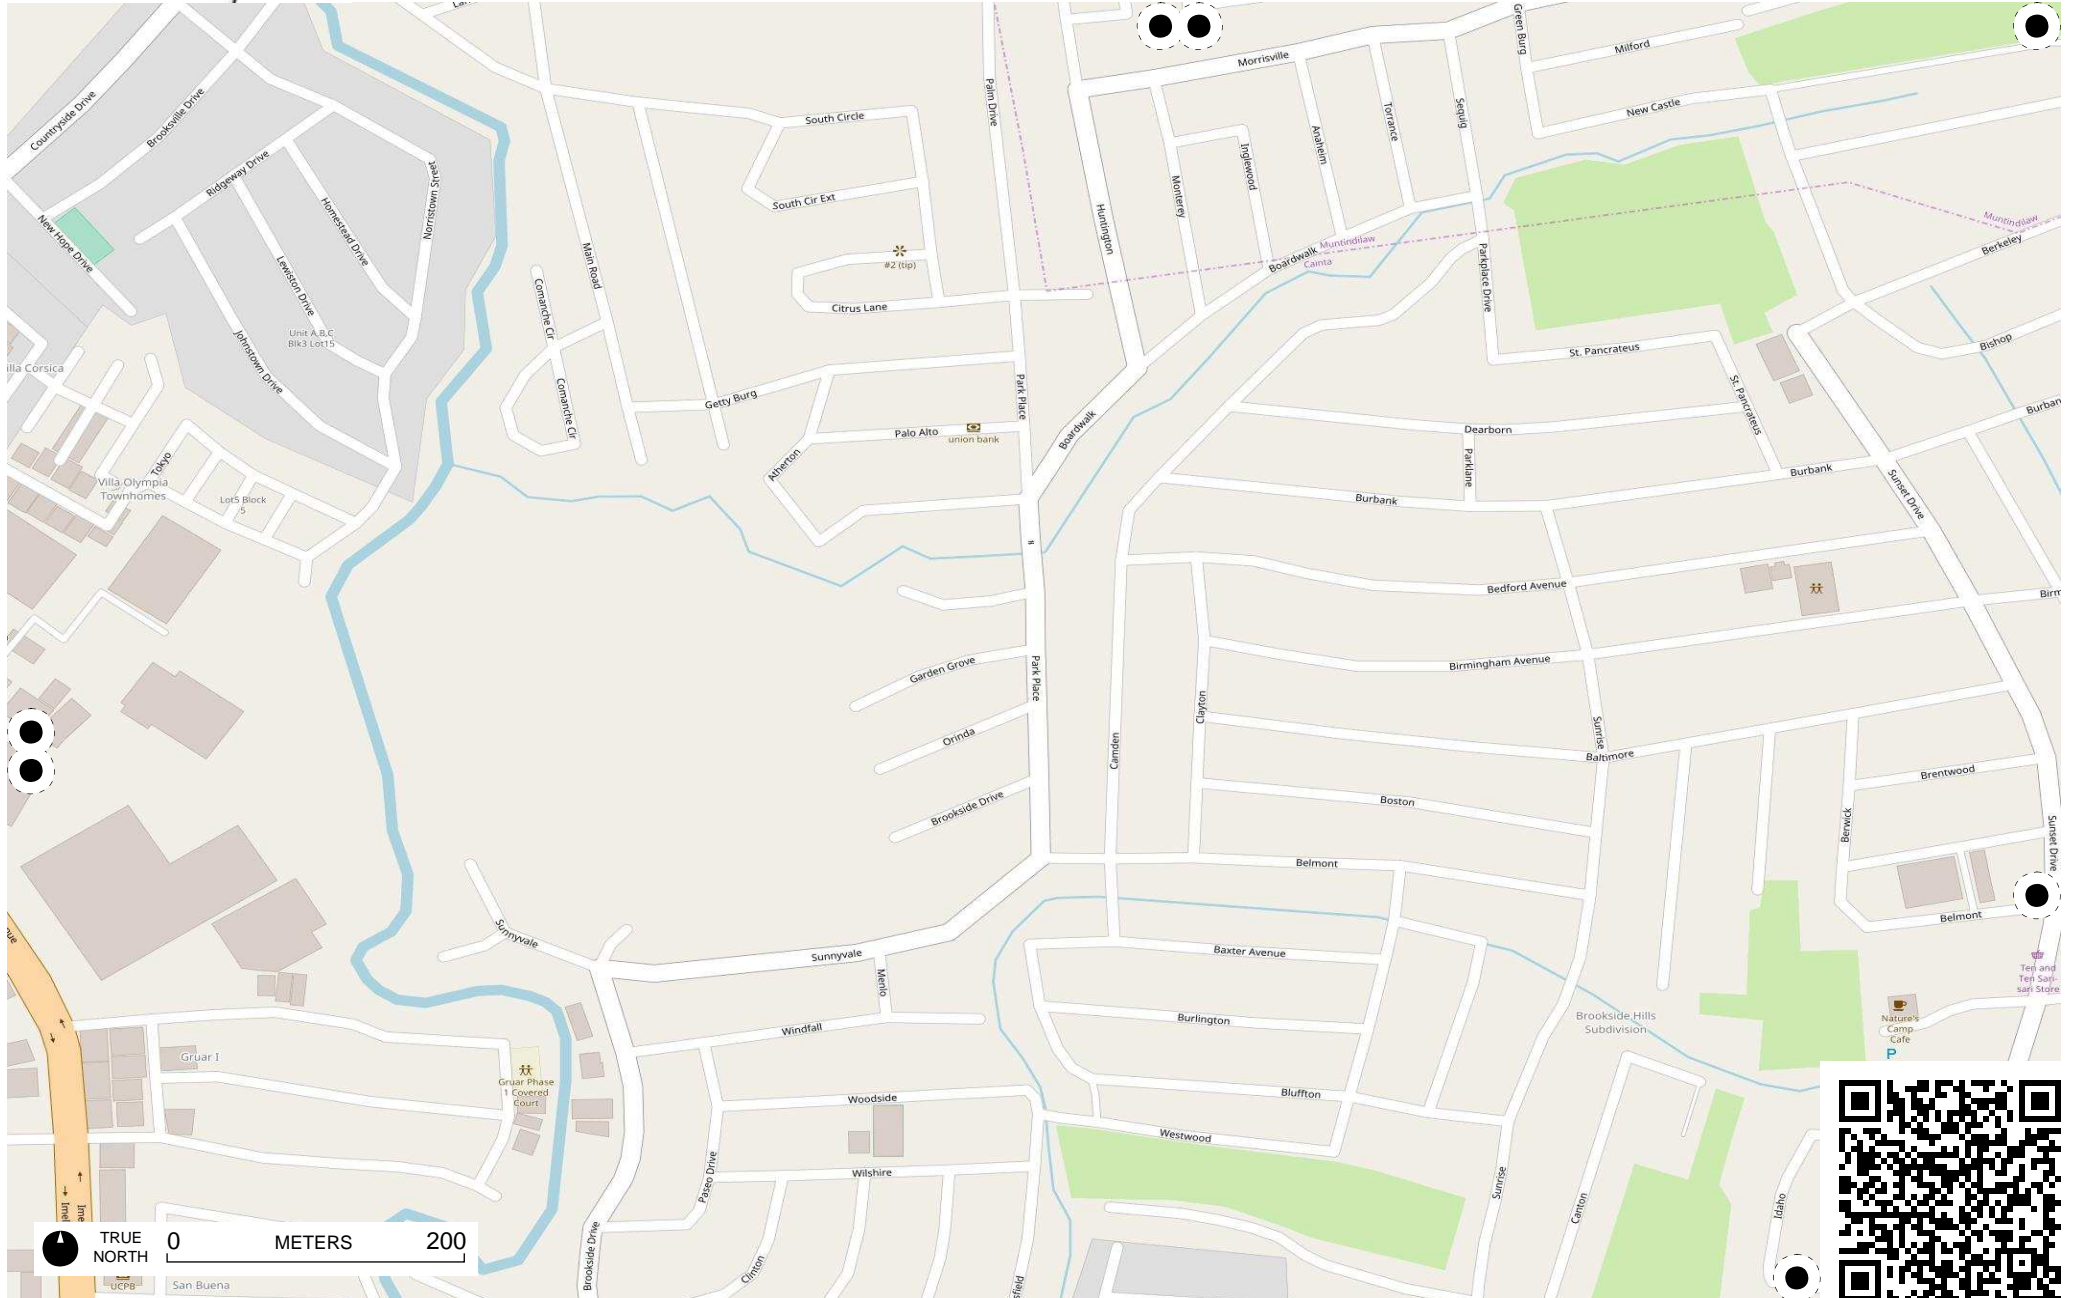 Green Burg
Milford
Morrisville
Countryside Drive
Brooksville Drive
Palm Drive
South Circle
Torrance
Sequig
New Castle
Anaheim
Inglewood
Ridgeway Drive
Norristown Street
Monterey
South Cir Ext
Homestead Drive
Huntington
Muntindilaw
New Hope Drive
Main Road
#2 (tip)
Boardwalk
Muntindilaw
Cainta
Parkplace Drive
Berkeley
Lewiston Drive
Comanche Cir
Citrus Lane
Unit A,B,C
Blk3 Lot15
Johnstown Drive
St. Pancrateus
Bishop
illa Corsica
Park Place
Getty Burg
Comanche Cir
St. Pancrateus
Burban
Palo Alto
union bank
Boardwalk
Dearborn
Tokyo
Atherton
Parklane
Burbank
Villa Olympia
Townhomes
Lot5 Block
5
Burbank
Sunset Drive
Bedford Avenue
Birm
Garden Grove
Park Place
Birmingham Avenue
Clayton
Orinda
Camden
Sunrise
Baltimore
Brentwood
Brookside Drive
Boston
Berwick
Sunset Drive
Belmont
Belmont
Sunnyvale
Sunnyvale
Baxter Avenue
Menlo
Ten and
Ten Sari-
sari Store
Brookside Hills
Subdivision
Nature's
Camp
Cafe
P
Burlington
Windfall
Gruar I
Gruar Phase
1 Covered
Court
Woodside
Bluffton
Westwood
Wilshire
Paseo Drive
Sunrise
Canton
Idaho
Brookside Drive
Clinton
sfield
TRUE
NORTH
0 METERS 200
UCPB
San Buena